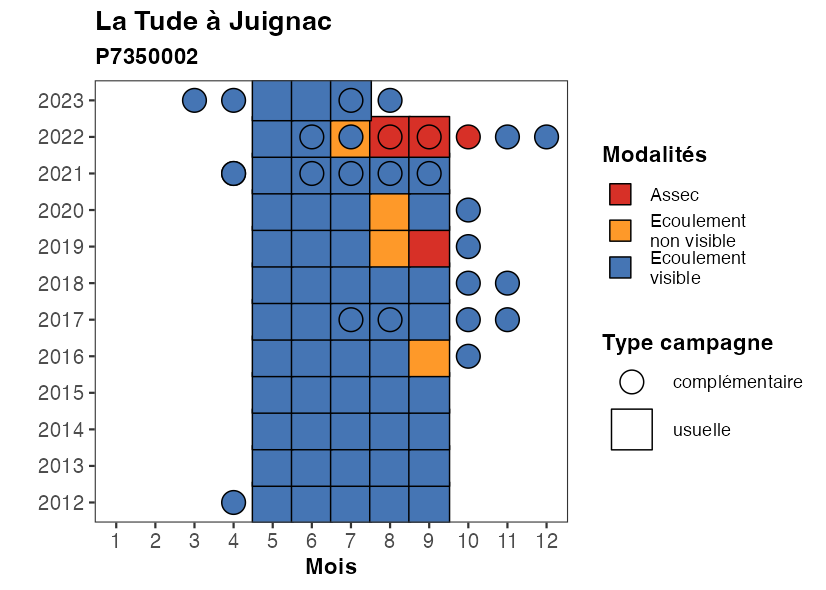 La Tude à Juignac
P7350002
2023
2022
2021
2020
2019
2018
2017
2016
2015
2014
2013
2012
1 2 3 4 5 6 7 8 9 10 11 12
Mois
Modalités
Assec
Ecoulement
non visible
Ecoulement
visible
Type campagne
complémentaire
usuelle